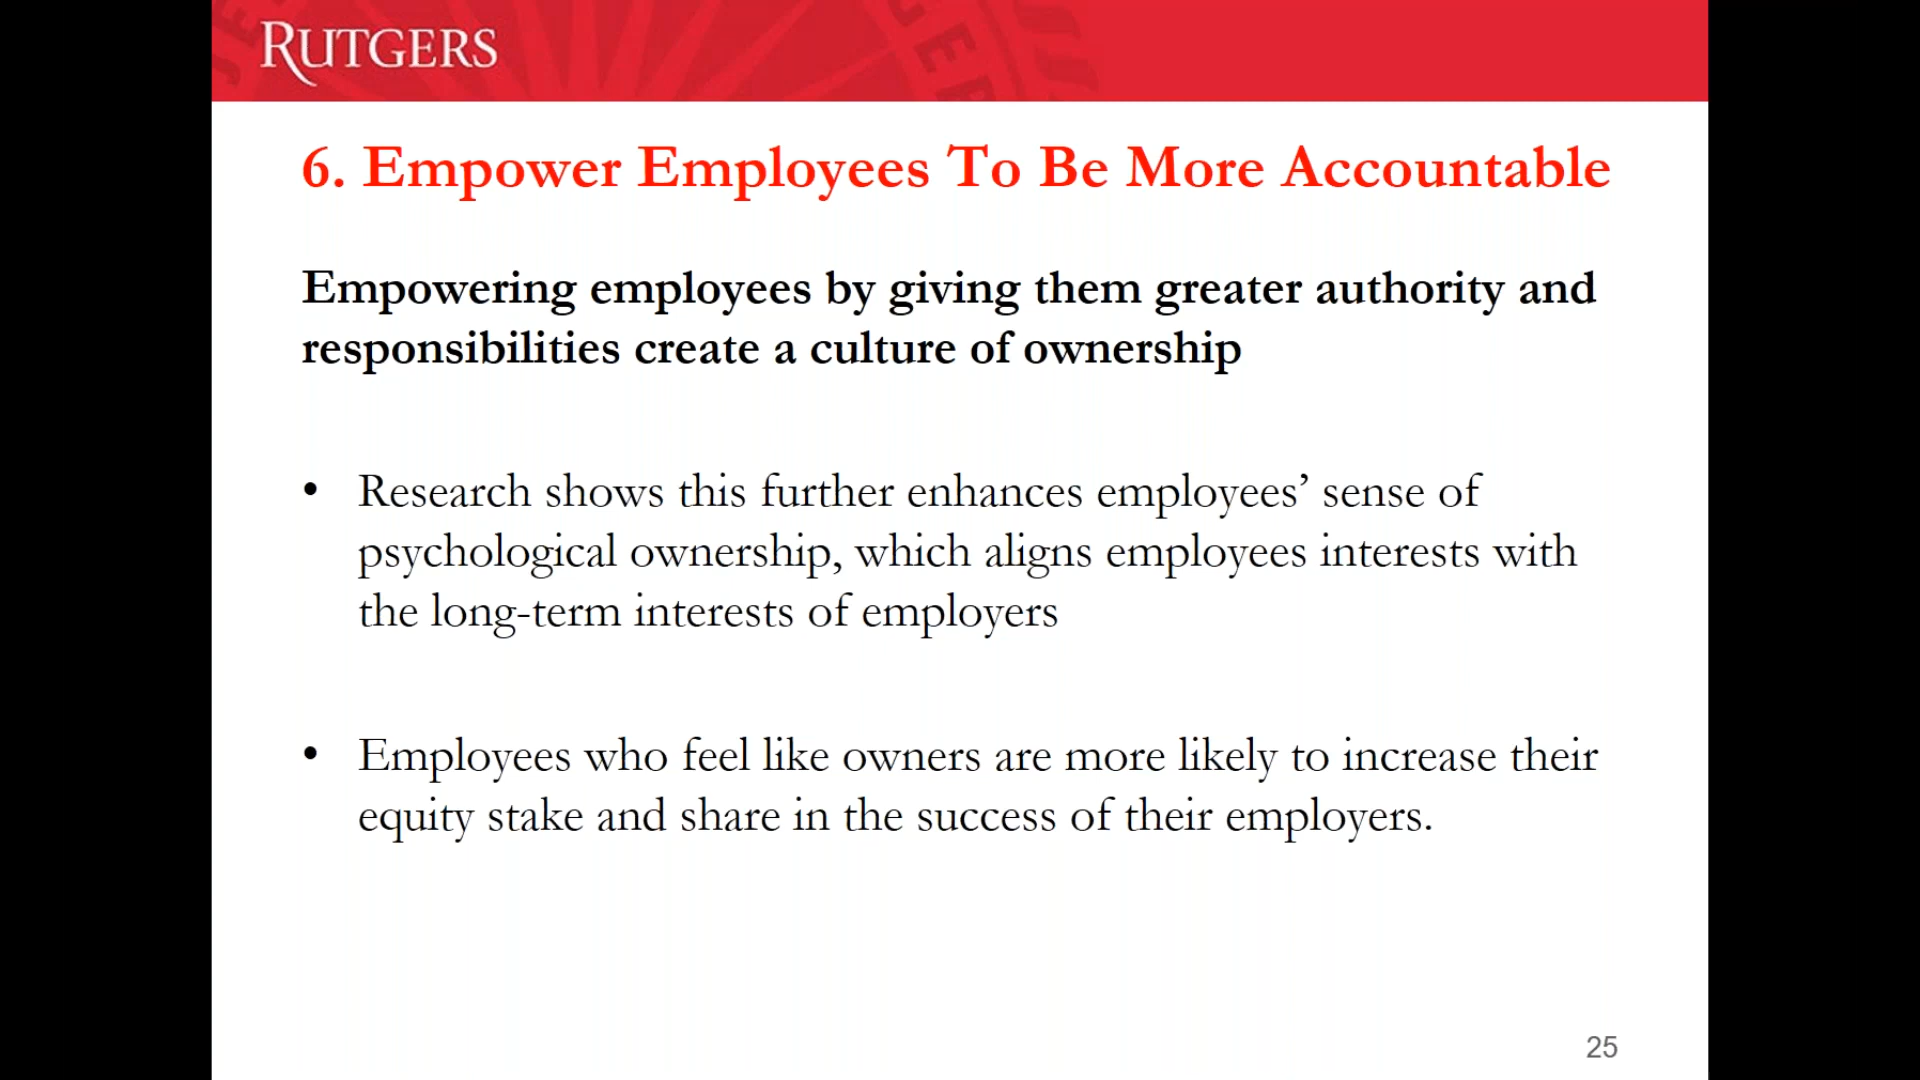 RUTGERS
6. Empower Employees To Be More Accountable
Empowering employees by giving them greater authority and
responsibilities create a culture of ownership
• Research shows this further enhances employees’ sense of
psychological ownership, which aligns employees interests with
the long-term interests of employers
• Employees who feel like owners are more likely to increase their
equity stake and share in the success of their employers.
25